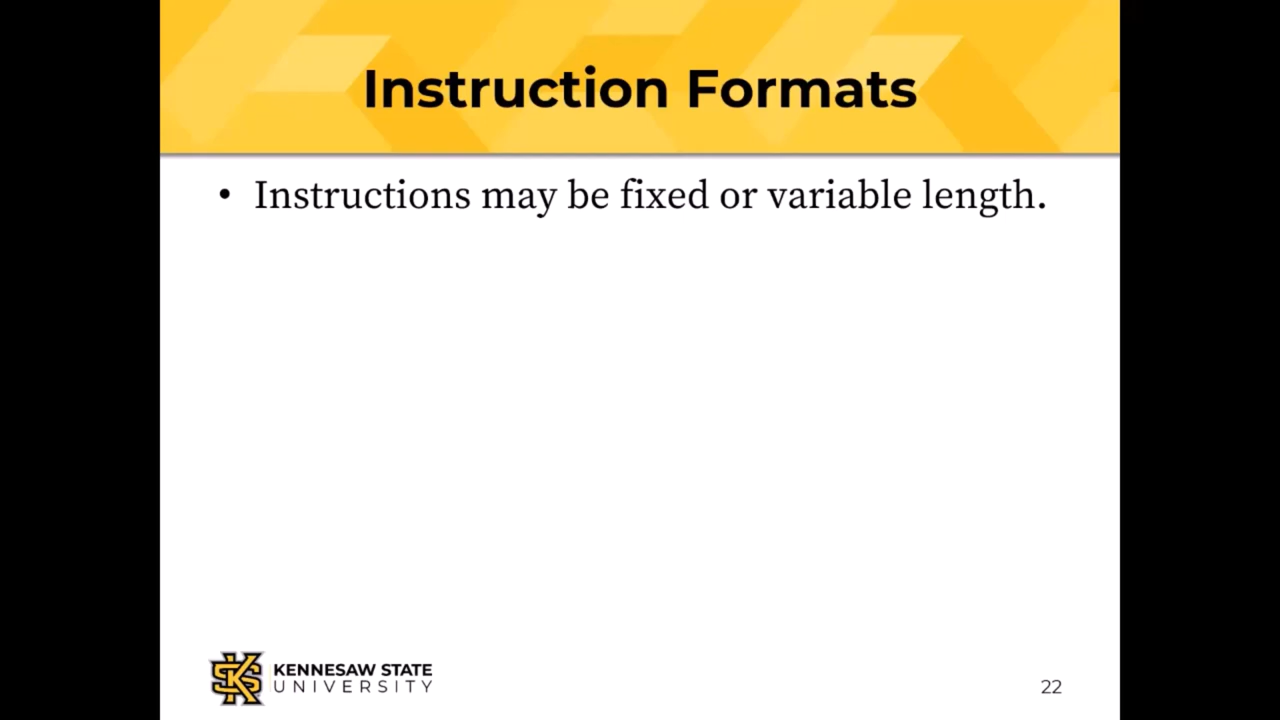 Instruction Formats
• Instructions may be fixed or variable length.
KENNESAW STATE
UNIVERSITY
22